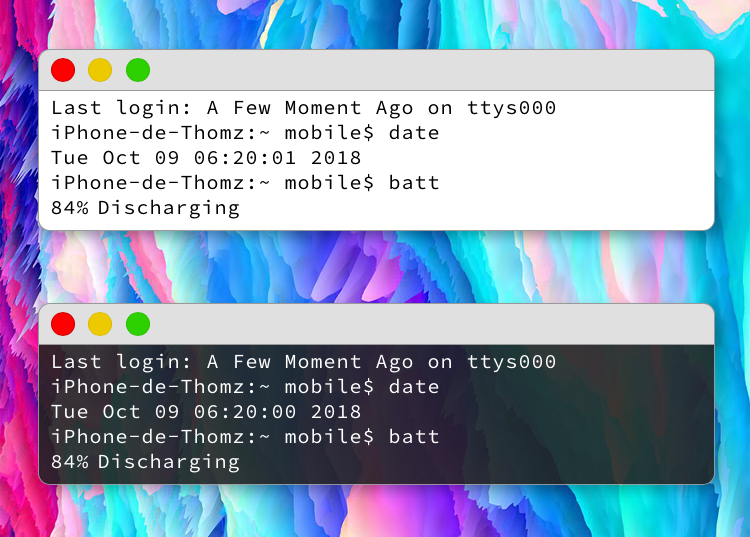 Last login: A Few Moment Ago on ttys000
iPhone-de-Thomz:~ mobile$ date
Tue Oct 09 06:20:01 2018
iPhone-de-Thomz:~ mobile$ batt
84% Discharging
Last login: A Few Moment Ago on ttys000
iPhone-de-Thomz:~ mobile$ date
Tue Oct 09 06:20:00 2018
iPhone-de-Thomz:~ mobile$ batt
84% Discharging